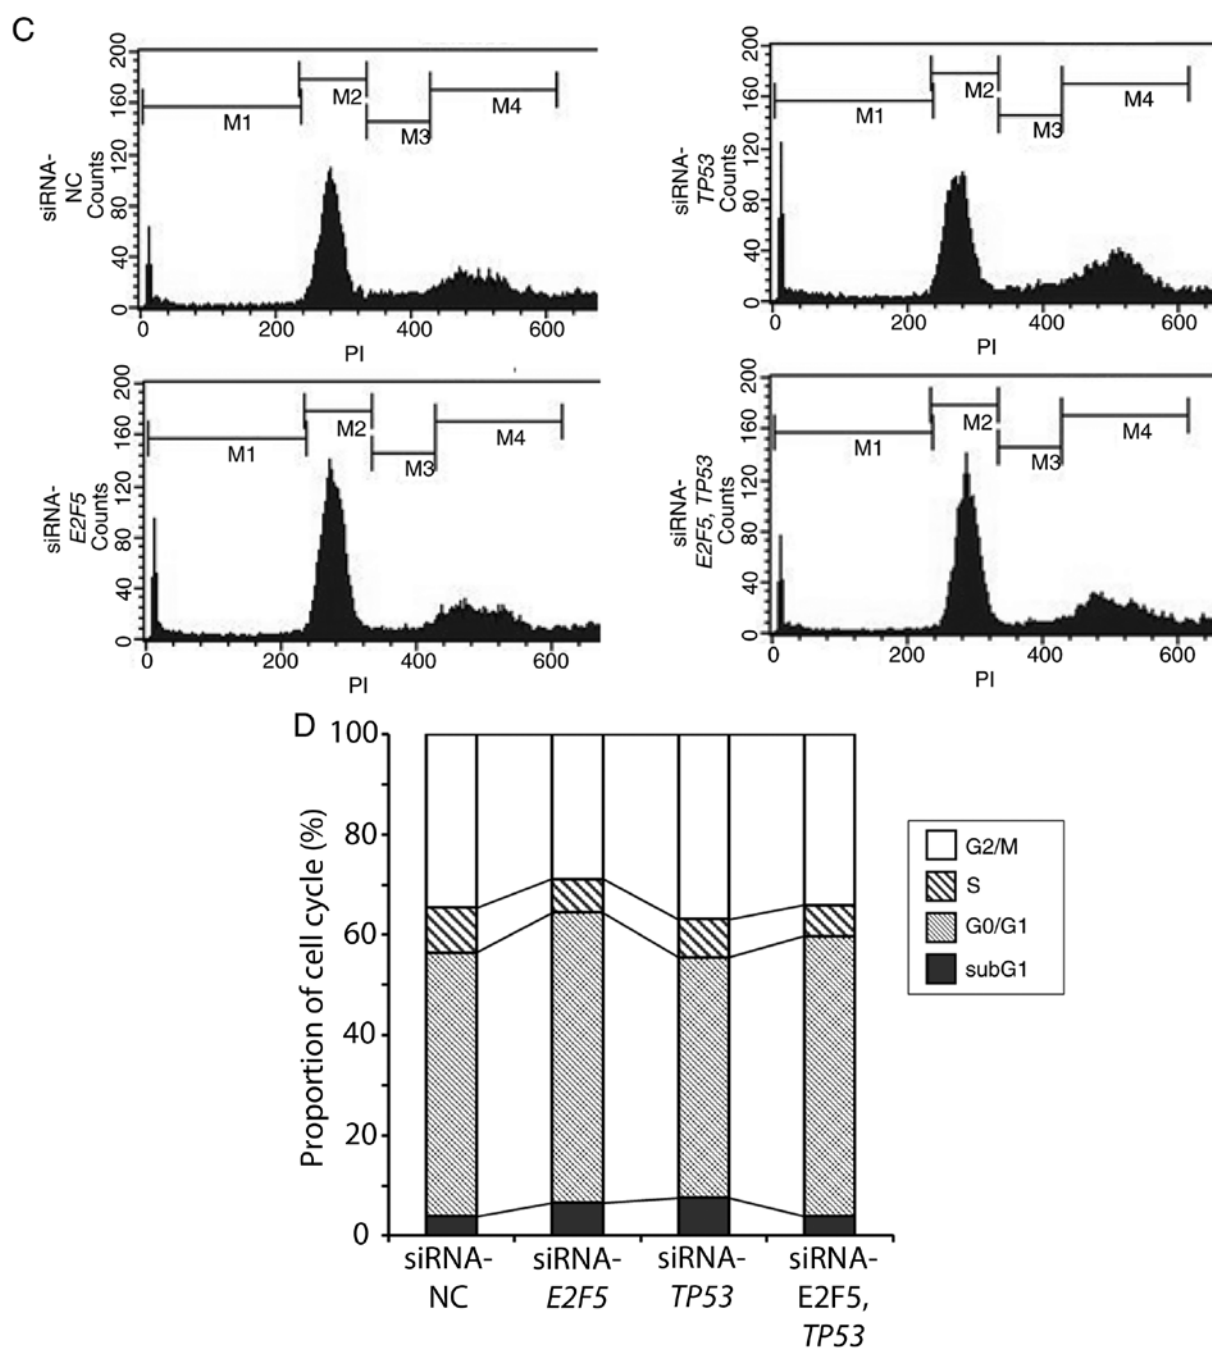 C
200
160
120
80
40
0
siRNA-
NC
Counts
M1
M2
M3
M4
0
200
400
600
PI
200
160
120
80
40
0
siRNA-
TP53
Counts
M1
M2
M3
M4
0
200
400
600
PI
200
160
120
80
40
0
siRNA-
E2F5
Counts
M1
M2
M3
M4
0
200
400
600
PI
200
160
120
80
40
0
siRNA-
E2F5, TP53
Counts
M1
M2
M3
M4
0
200
400
600
PI
D
100
80
60
40
20
0
Proportion of cell cycle (%)
siRNA-
NC
siRNA-
E2F5
siRNA-
TP53
siRNA-
E2F5,
TP53
G2/M
S
G0/G1
subG1